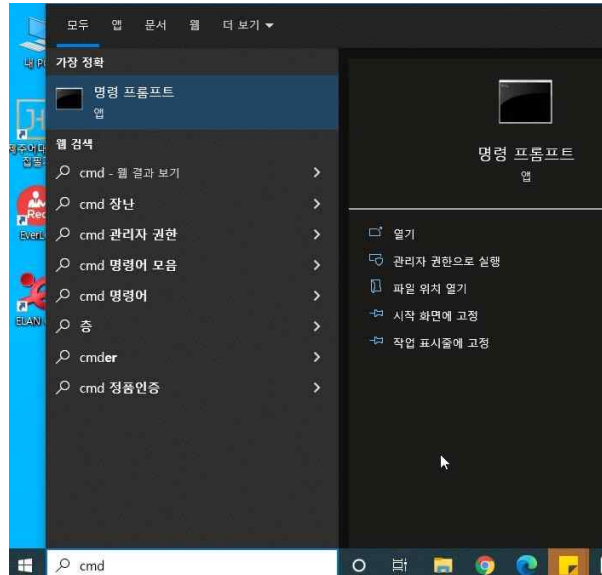 모두 앱 문서 웹 더 보기
가장 정확
명령 프롬프트
앱
웹 검색
cmd - 웹 결과 보기
cmd 장난
cmd 관리자 권한
cmd 명령어 모음
cmd 명령어
층
cmder
cmd 정품인증
명령 프롬프트
앱
열기
관리자 권한으로 실행
파일 위치 열기
시작 화면에 고정
작업 표시줄에 고정
내 PC
Rec
ELAN
cmd